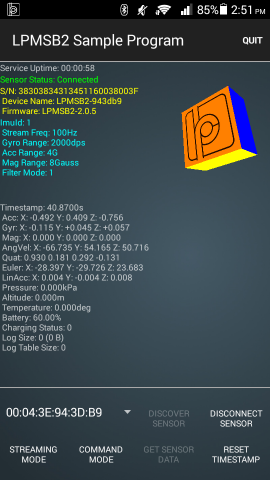 85% 2:51 PM
LPMSB2 Sample Program QUIT
Service Uptime: 00:00:58
Sensor Status: Connected
S/N: 38303834313451160038003F
Device Name: LPMSB2-943db9
Firmware: LPMSB2-2.0.5
ImuId: 1
Stream Freq: 100Hz
Gyro Range: 2000dps
Acc Range: 4G
Mag Range: 8Gauss
Filter Mode: 1
Timestamp: 40.8700s
Acc: X: -0.492 Y: 0.409 Z: -0.756
Gyr: X: -0.115 Y: +0.045 Z: +0.057
Mag: X: 0.000 Y: 0.000 Z: 0.000
AngVel: X: -66.735 Y: 54.165 Z: 50.716
Quat: 0.930 0.181 0.292 -0.131
Euler: X: -28.397 Y: -29.726 Z: 23.683
LinAcc: X: 0.004 Y: -0.004 Z: 0.008
Pressure: 0.000kPa
Altitude: 0.000m
Temperature: 0.000deg
Battery: 60.00%
Charging Status: 0
Log Size: 0 (0 B)
Log Table Size: 0
00:04:3E:94:3D:B9
DISCOVER
SENSOR
DISCONNECT
SENSOR
STREAMING
MODE
COMMAND
MODE
GET SENSOR
DATA
RESET
TIMESTAMP